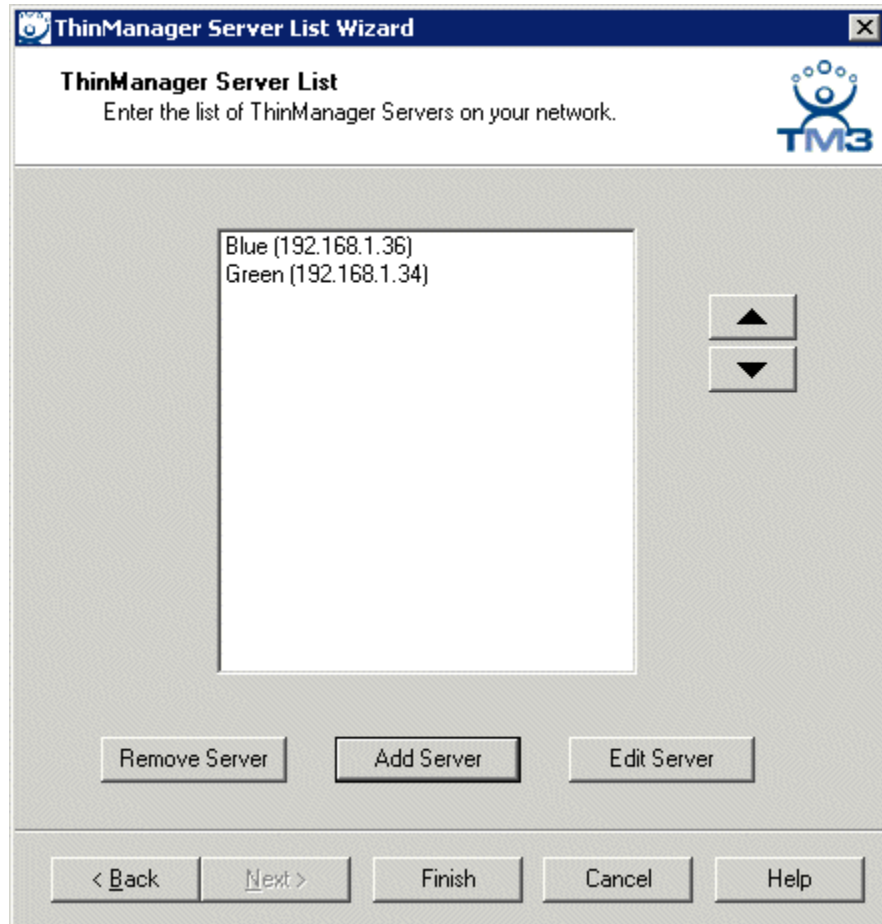 ThinManager Server List Wizard
ThinManager Server List
Enter the list of ThinManager Servers on your network.
TM3
Blue (192.168.1.36)
Green (192.168.1.34)
Remove Server
Add Server
Edit Server
< Back
Next >
Finish
Cancel
Help